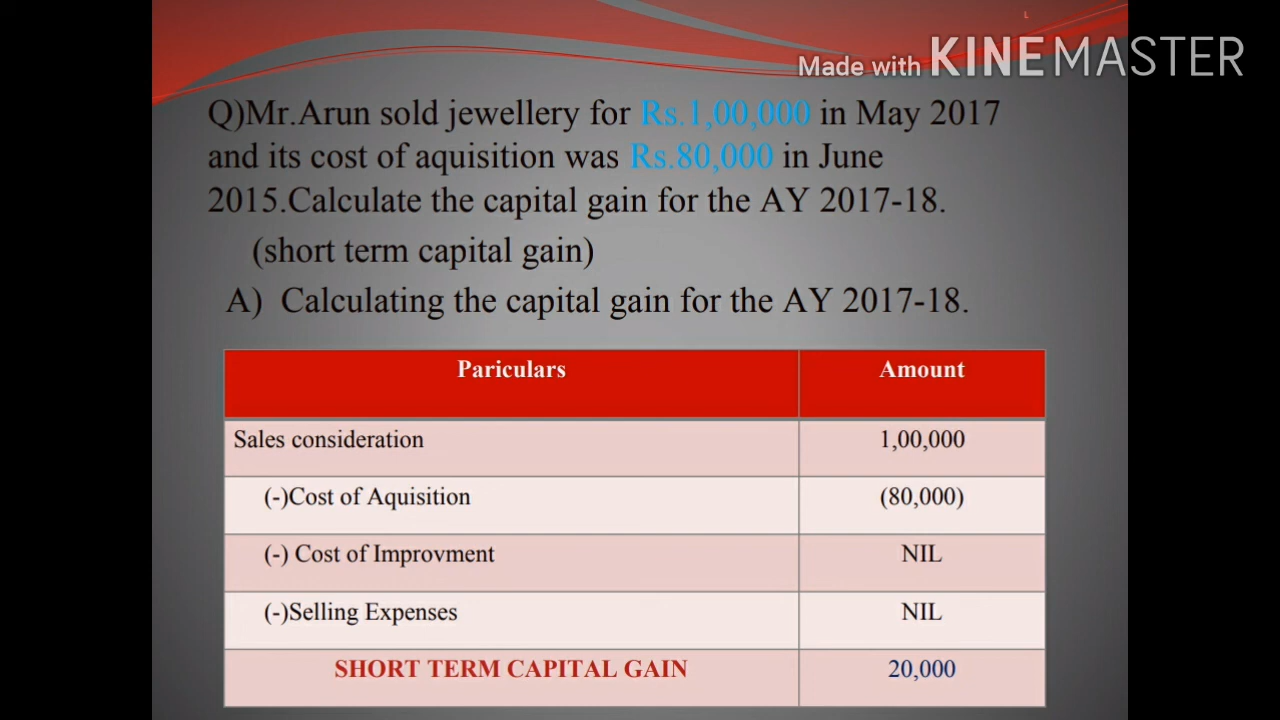 Made with KINEMASTER
Q)Mr.Arun sold jewellery for Rs.1,00,000 in May 2017
and its cost of aquisition was Rs.80,000 in June
2015.Calculate the capital gain for the AY 2017-18.
(short term capital gain)
A) Calculating the capital gain for the AY 2017-18.
Pariculars Amount
Sales consideration 1,00,000
(-)Cost of Aquisition (80,000)
(-) Cost of Improvment NIL
(-)Selling Expenses NIL
SHORT TERM CAPITAL GAIN 20,000